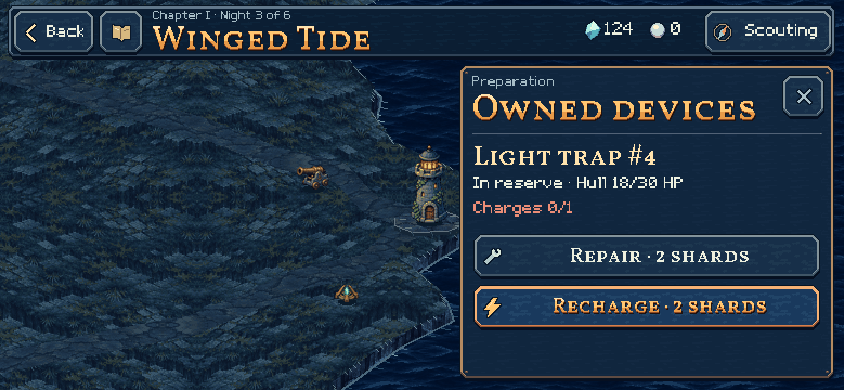 Back
Chapter I · Night 3 of 6
Winged Tide
124
0
Scouting
Preparation
Owned devices
Light trap #4
In reserve · Hull 18/30 HP
Charges 0/1
Repair · 2 shards
Recharge · 2 shards